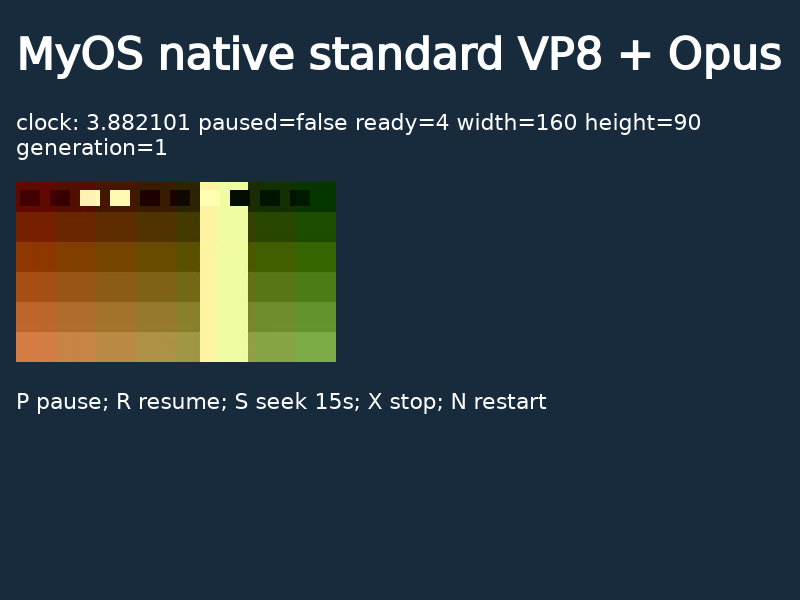 MyOS native standard VP8 + Opus
clock: 3.882101 paused=false ready=4 width=160 height=90
generation=1
P pause; R resume; S seek 15s; X stop; N restart